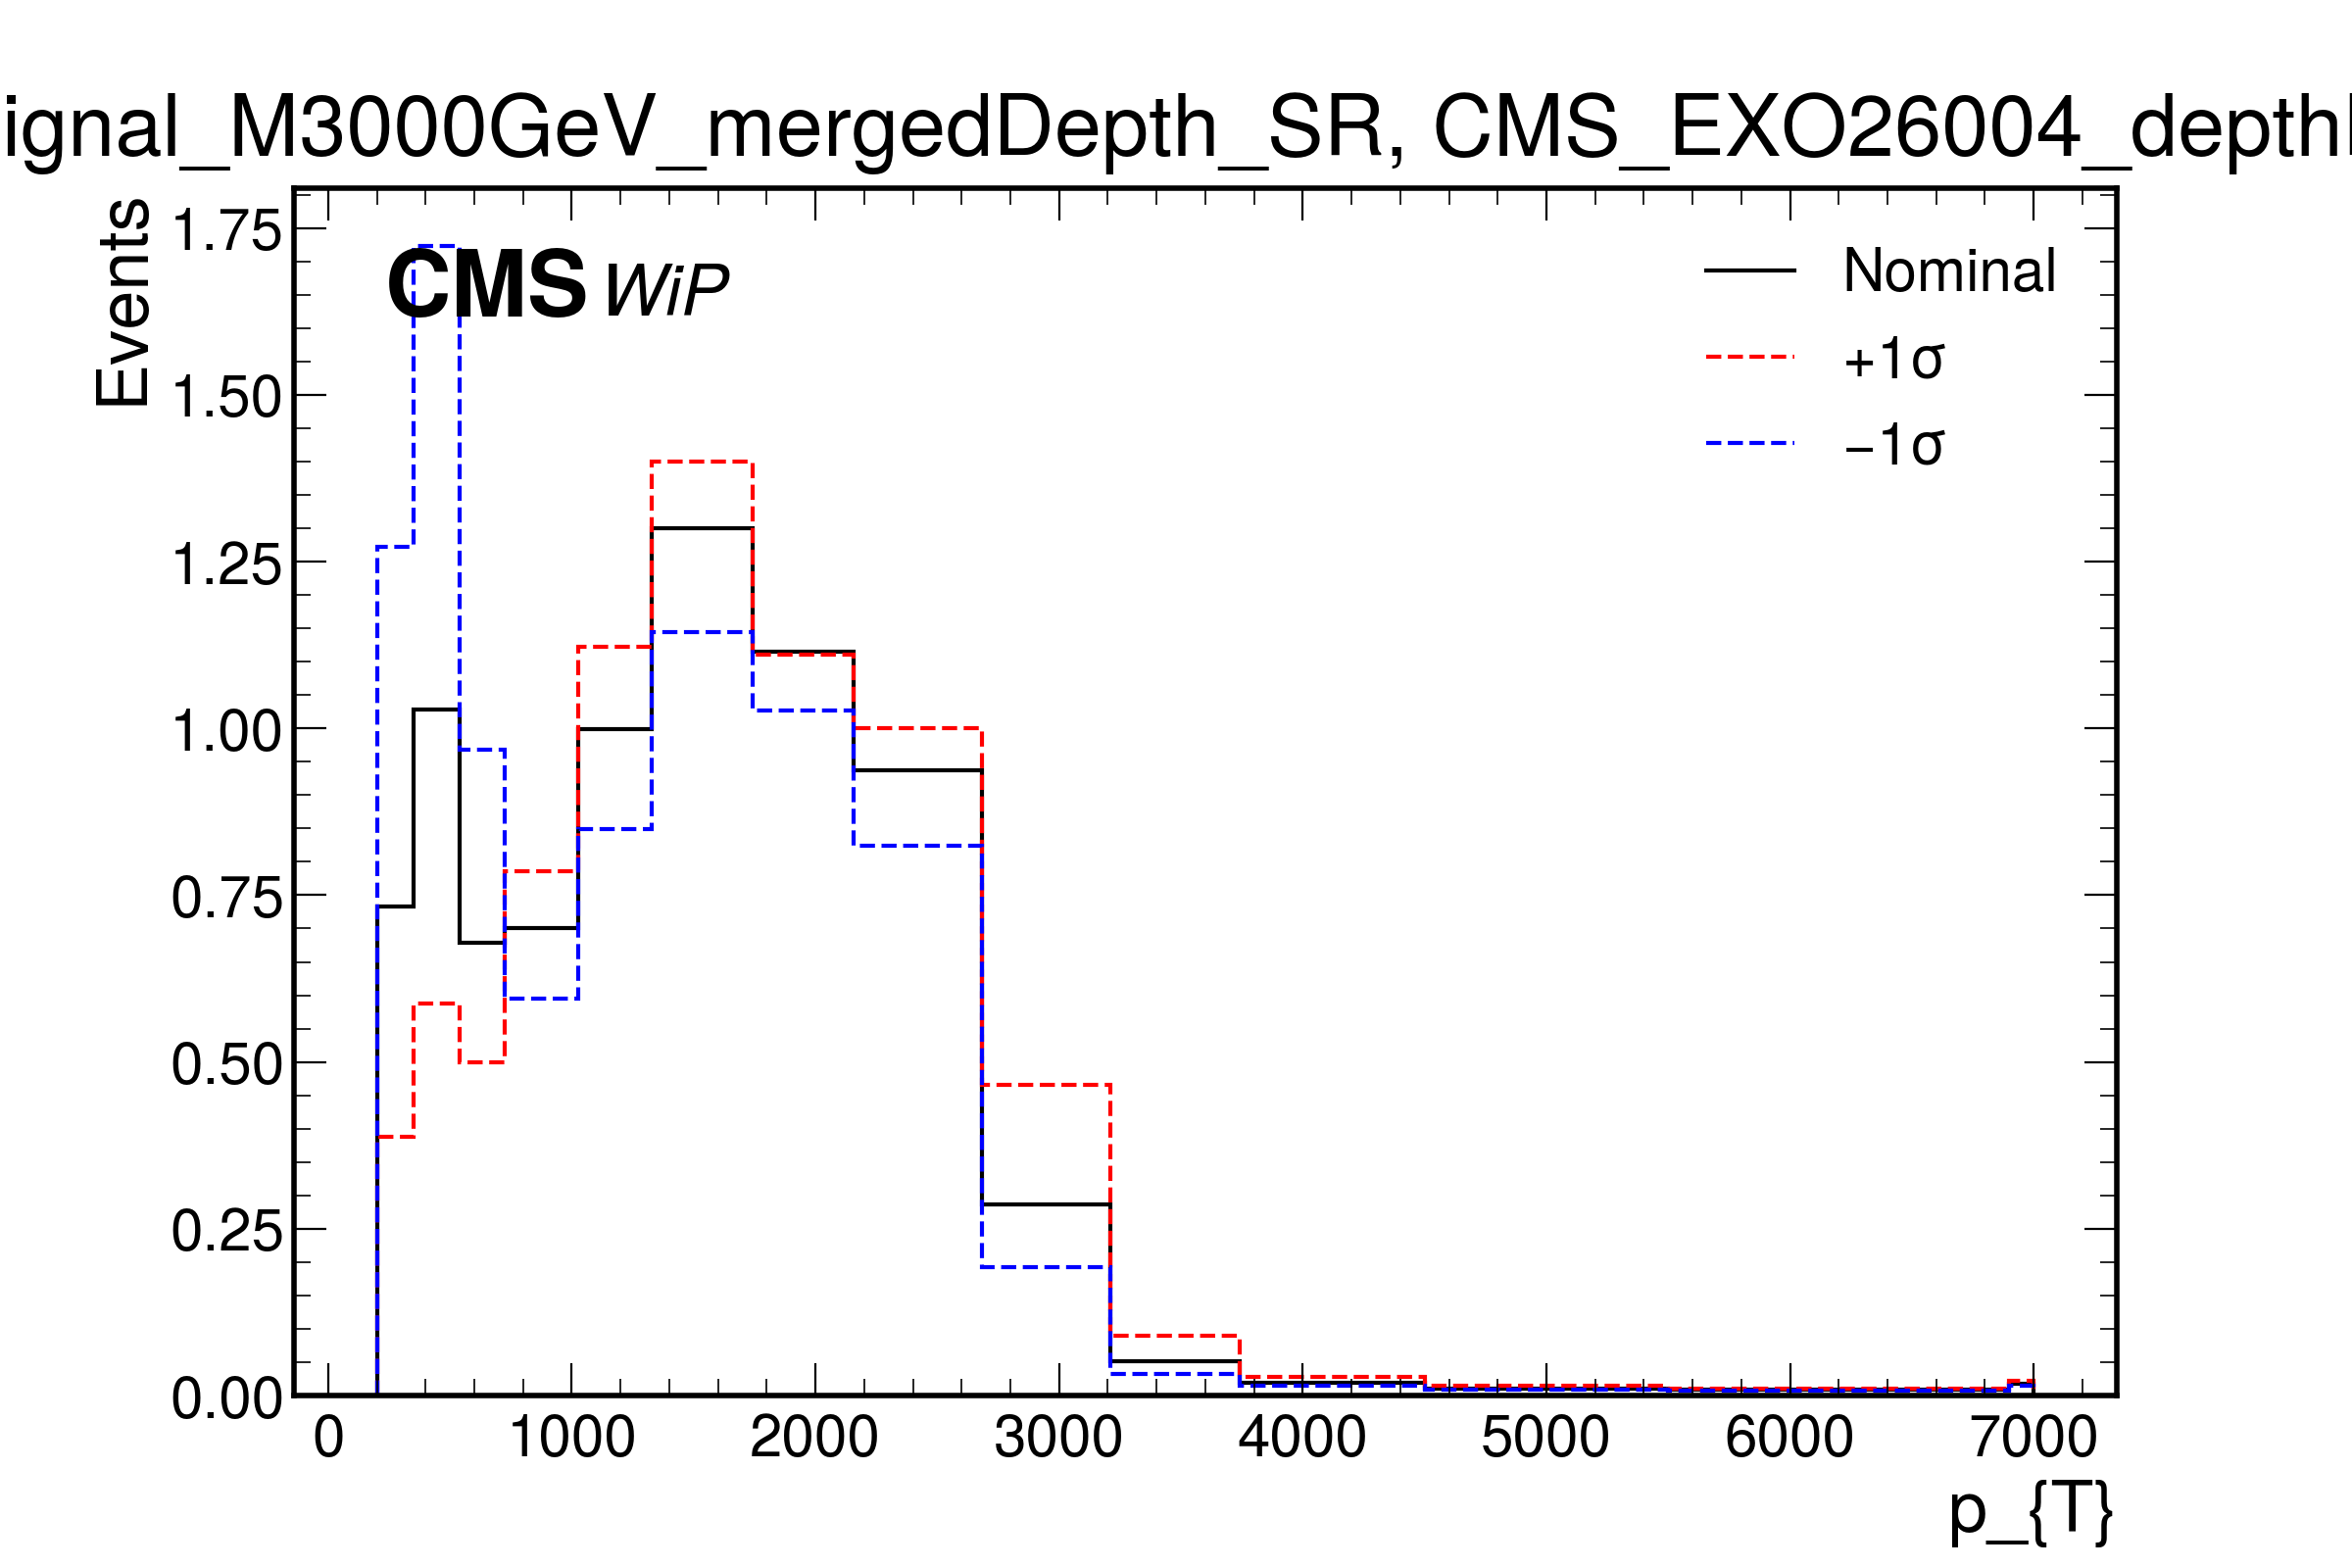 ignal_M3000GeV_mergedDepth_SR, CMS_EXO26004_depth
Events
CMS WiP
Nominal
+1σ
−1σ
1.75
1.50
1.25
1.00
0.75
0.50
0.25
0.00
0 1000 2000 3000 4000 5000 6000 7000
p_{T}